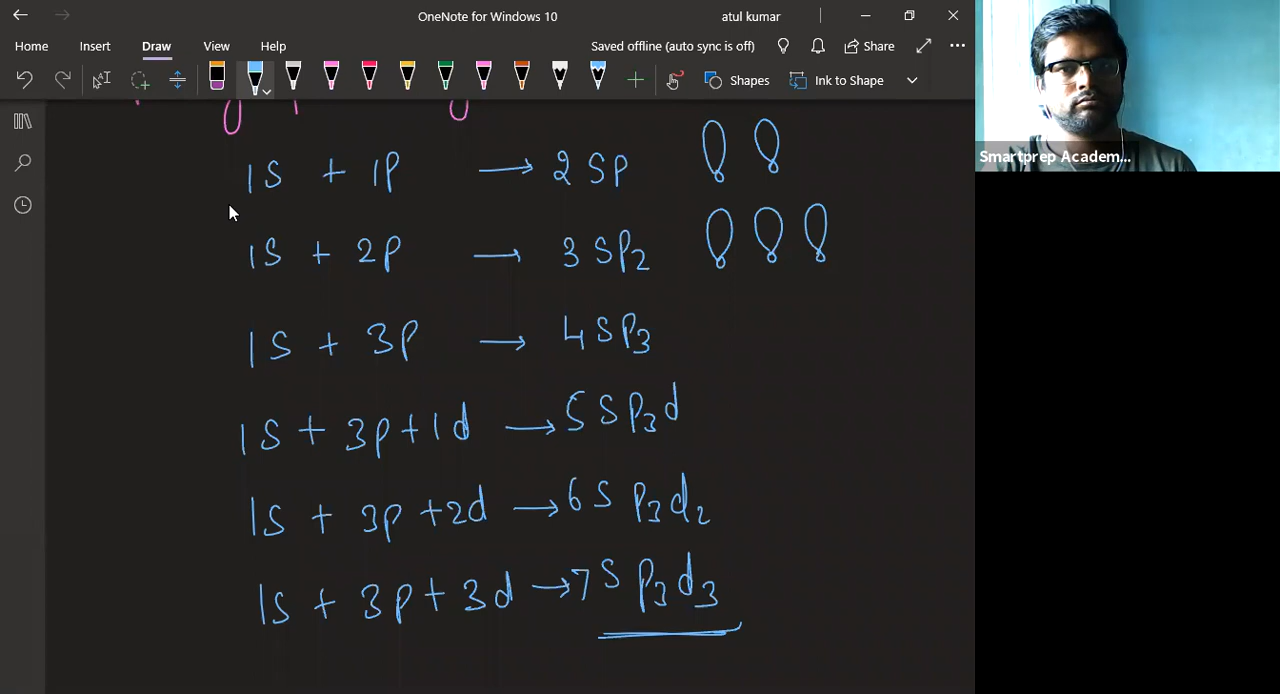 OneNote for Windows 10
atul kumar
Home Insert Draw View Help
Saved offline (auto sync is off)
Share
Shapes
Ink to Shape
Smartprep Academ...
1S + 1P → 2 SP
1S + 2P → 3 SP2
1S + 3P → 4 SP3
1S + 3P + 1d → 5 SP3d
1S + 3P + 2d → 6 S P3d2
1S + 3P + 3d → 7 S P3d3